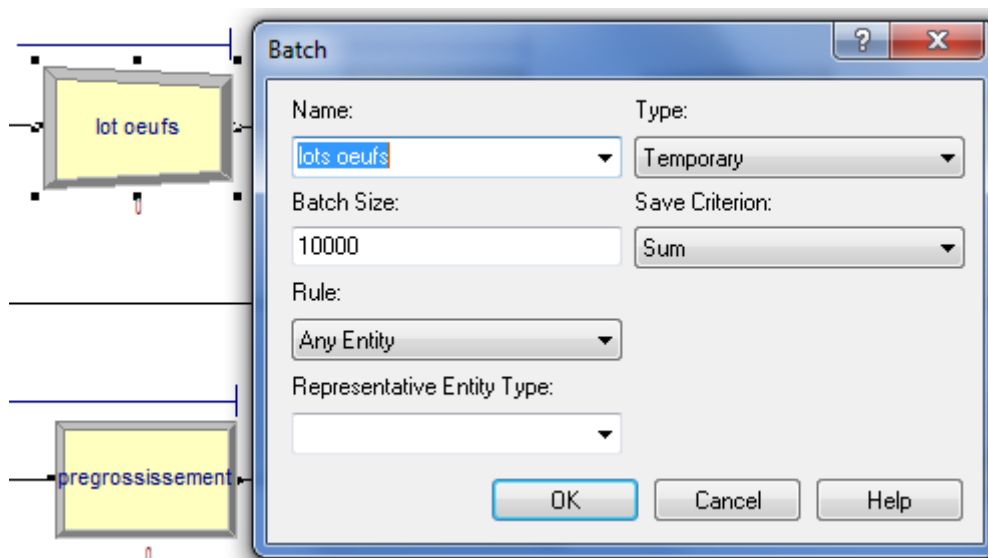 lot oeufs
pregrossissement
Batch
?
Name:
Type:
lots oeufs
Temporary
Batch Size:
Save Criterion:
10000
Sum
Rule:
Any Entity
Representative Entity Type:
OK
Cancel
Help